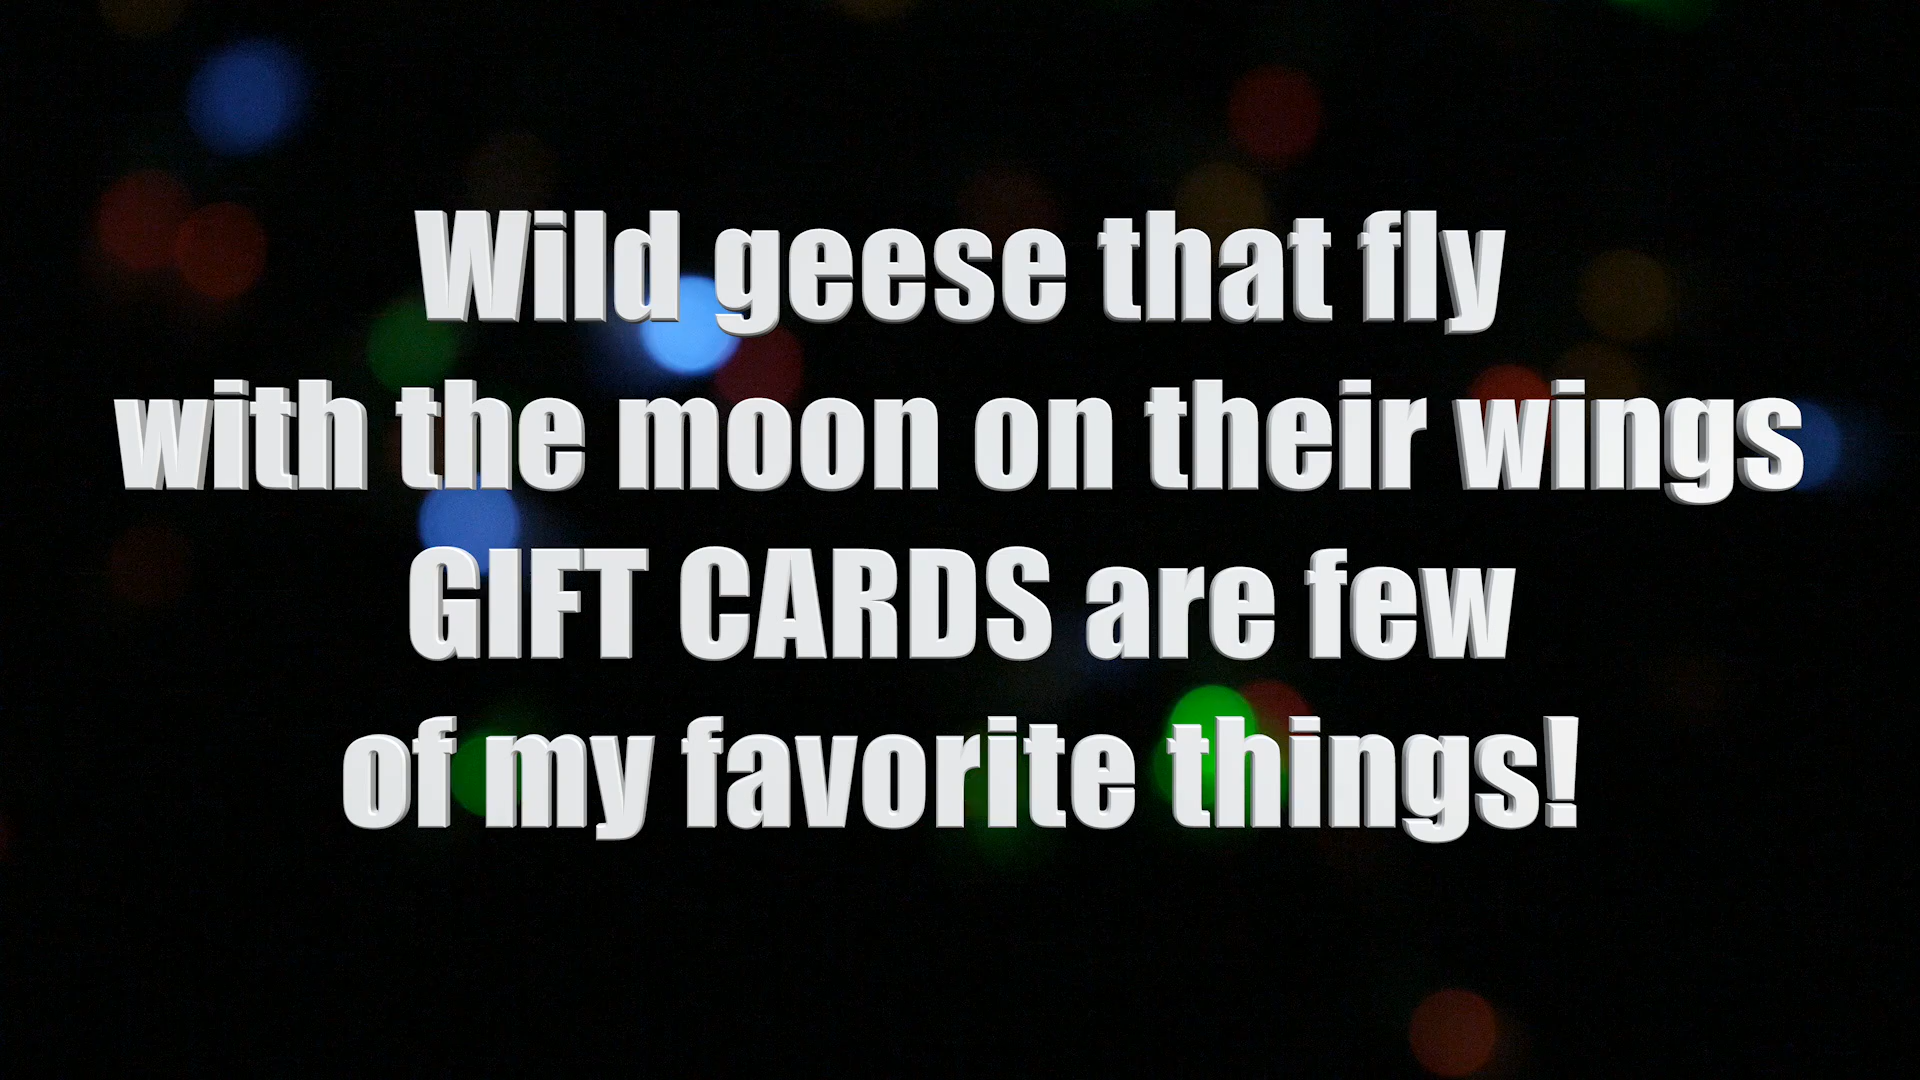 Wild geese that fly
with the moon on their wings
GIFT CARDS are few
of my favorite things!